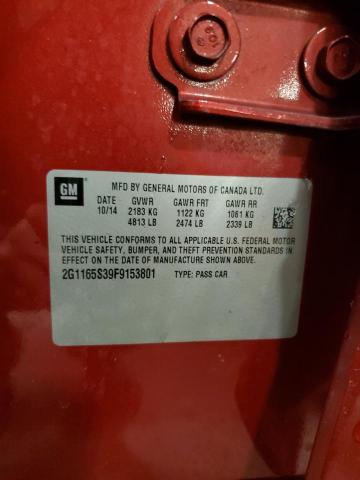 GM
MFD BY GENERAL MOTORS OF CANADA LTD.
DATE GVWR GAWR FRT GAWR RR
10/14 2183 KG 1122 KG 1061 KG
4813 LB 2474 LB 2339 LB
THIS VEHICLE CONFORMS TO ALL APPLICABLE U.S. FEDERAL MOTOR
VEHICLE SAFETY, BUMPER, AND THEFT PREVENTION STANDARDS
IN EFFECT ON THE DATE OF MANUFACTURE SHOWN ABOVE.
2G1165S39F9153801 TYPE: PASS CAR